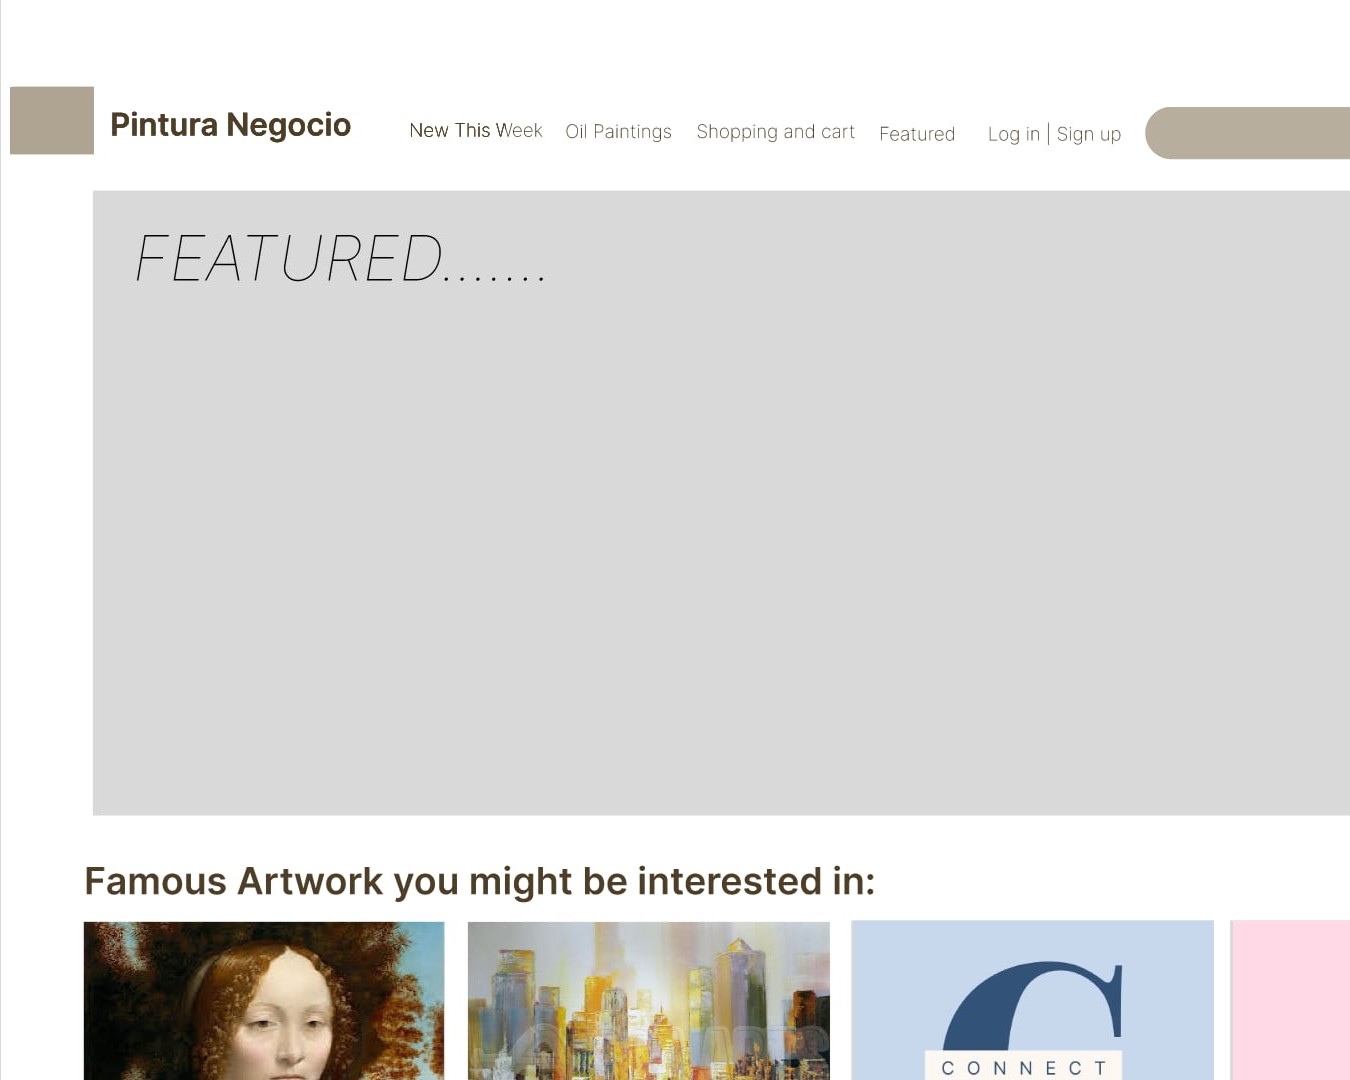 Pintura Negocio
New This Week
Oil Paintings
Shopping and cart
Featured
Log in | Sign up
FEATURED.......
Famous Artwork you might be interested in:
CONNECT